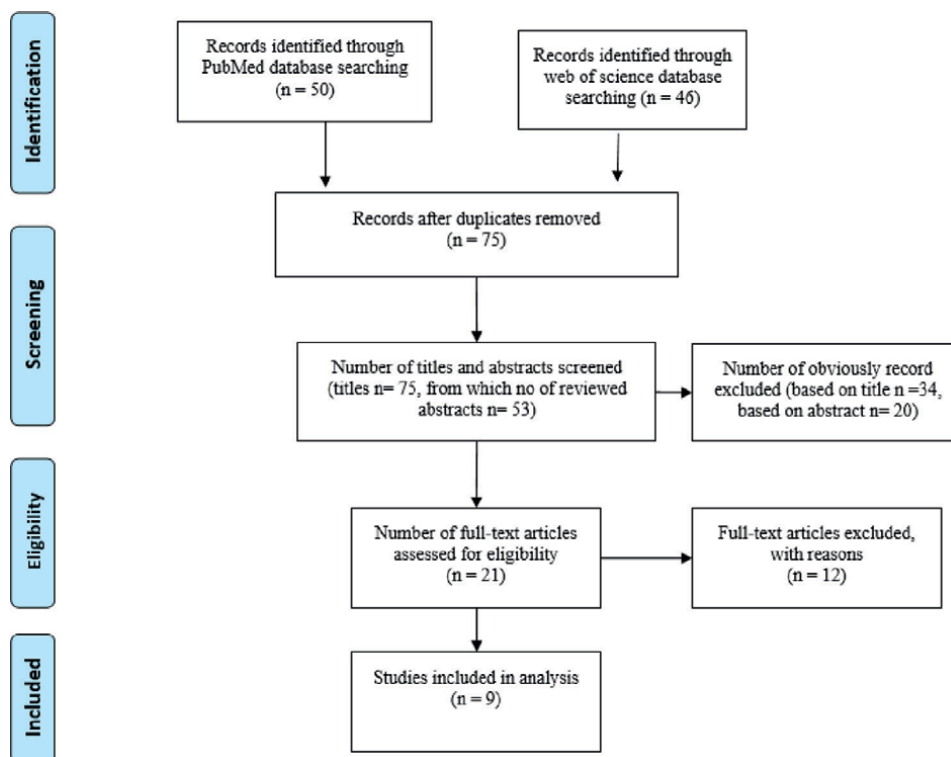 Identification
Records identified through
PubMed database searching
(n = 50)
Records identified through
web of science database
searching (n = 46)
Records after duplicates removed
(n = 75)
Screening
Number of titles and abstracts screened
(titles n= 75, from which no of reviewed
abstracts n= 53)
Number of obviously record
excluded (based on title n =34,
based on abstract n= 20)
Eligibility
Number of full-text articles
assessed for eligibility
(n = 21)
Full-text articles excluded,
with reasons
(n = 12)
Included
Studies included in analysis
(n = 9)